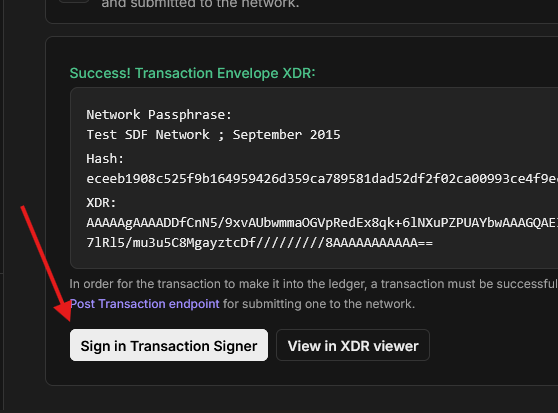 and submitted to the network.
Success! Transaction Envelope XDR:
Network Passphrase:
Test SDF Network ; September 2015
Hash:
eceeb1908c525f9b164959426d359ca789581dad52df2f02ca00993ce4f9e
XDR:
AAAAAgAAAADDfCnN5/9xvAUbwmmaOGVpRedEx8qk+6lNXuPZPUAYbwAAAGQAE
7lRl5/mu3u5C8MgayztcDf/////////8AAAAAAAAAAA==
In order for the transaction to make it into the ledger, a transaction must be successful
Post Transaction endpoint for submitting one to the network.
Sign in Transaction Signer
View in XDR viewer